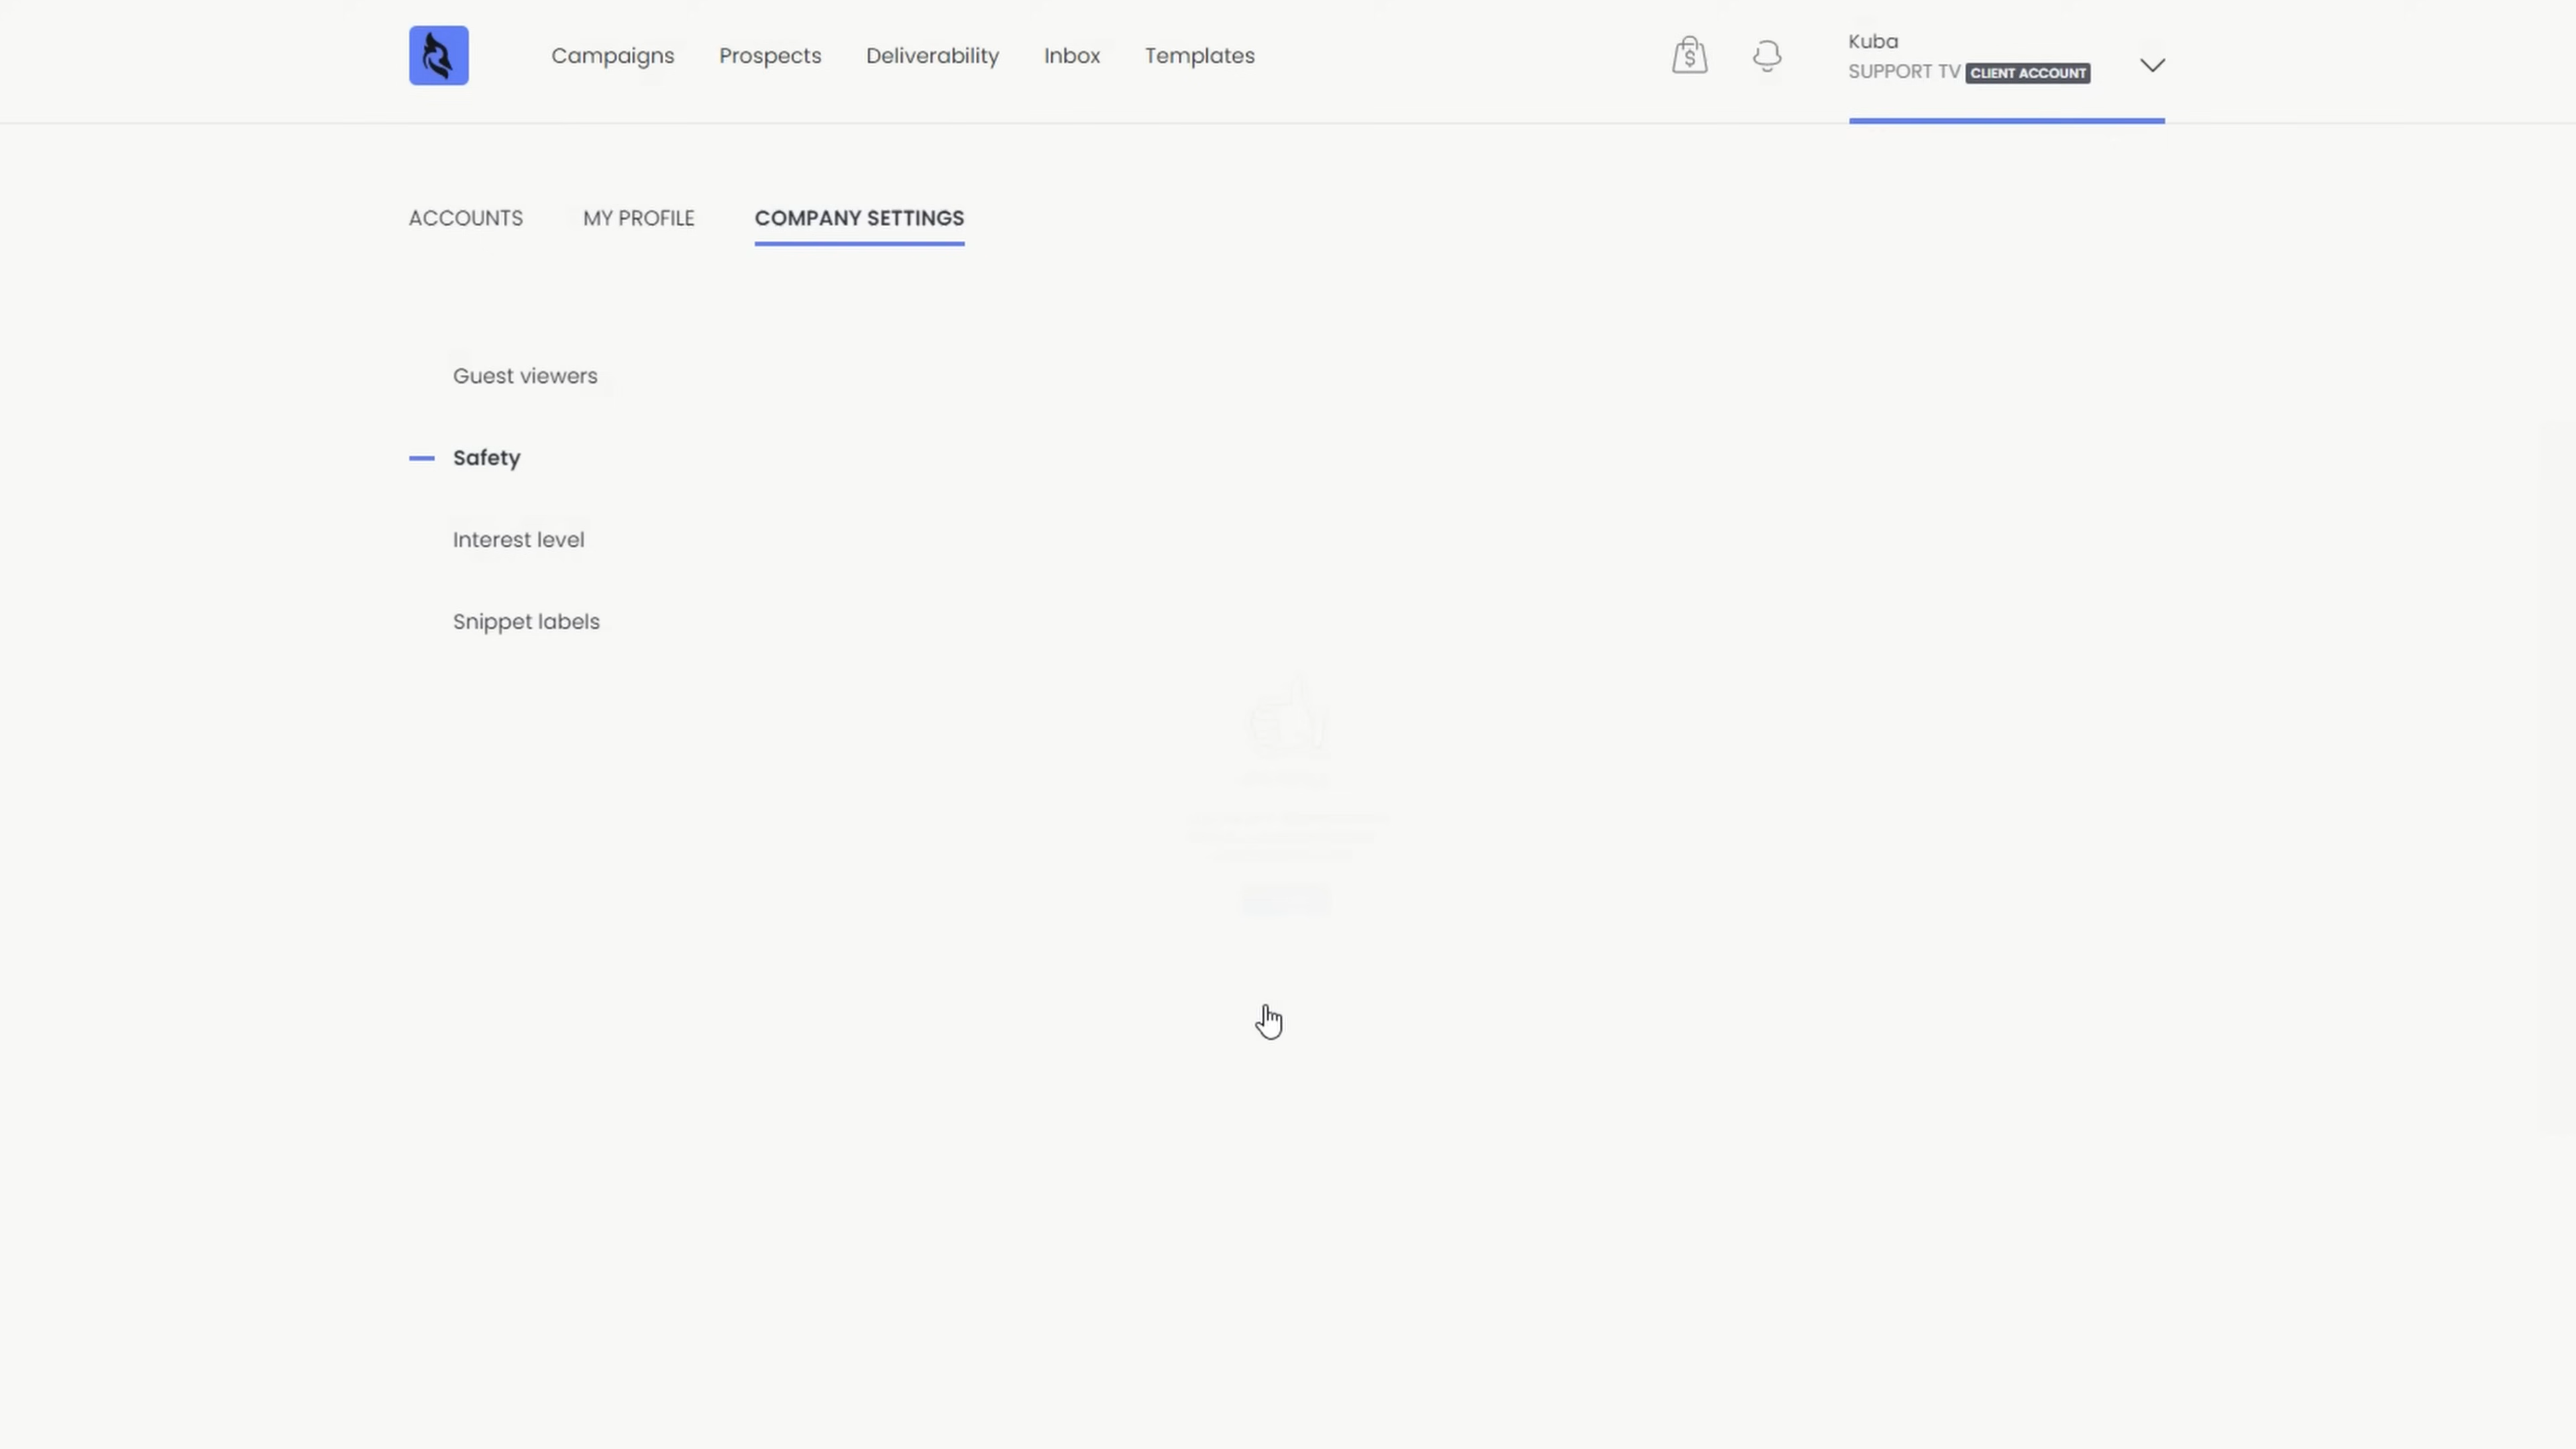 Campaigns Prospects Deliverability Inbox Templates
Kuba
SUPPORT TV CLIENT ACCOUNT
ACCOUNTS MY PROFILE COMPANY SETTINGS
Guest viewers
Safety
Interest level
Snippet labels